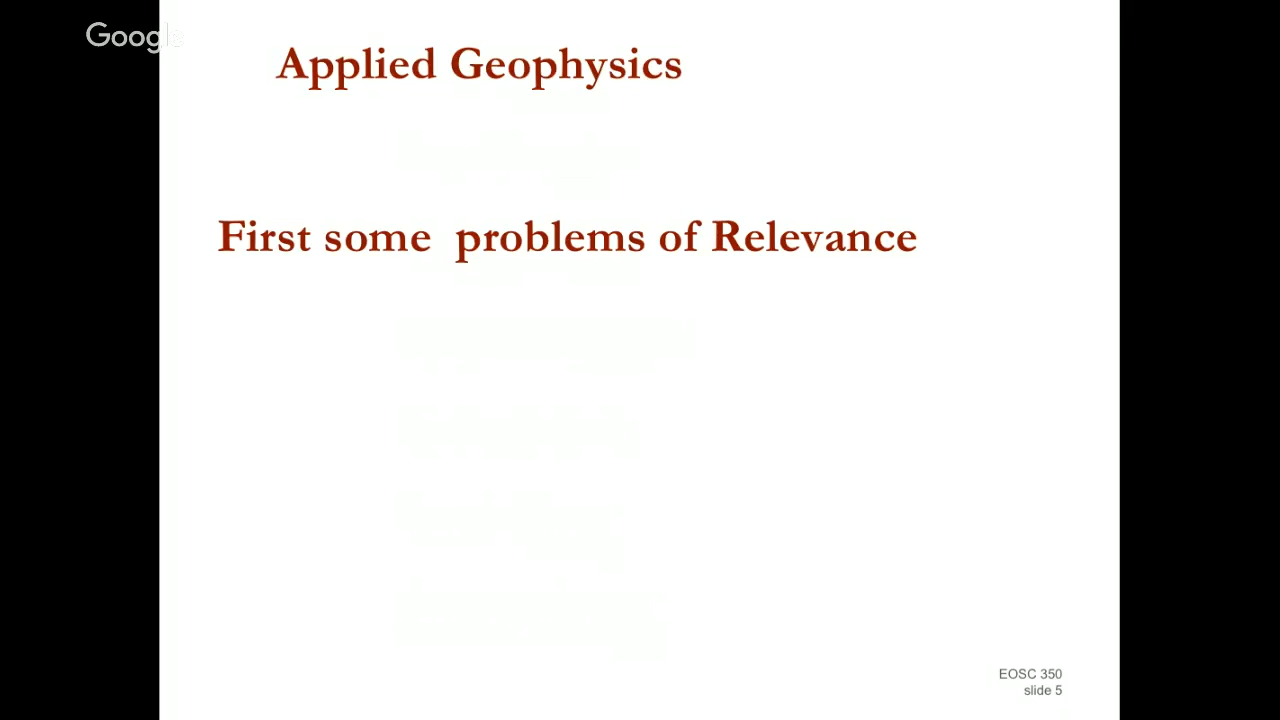 Google
Applied Geophysics
First some problems of Relevance
EOSC 350
slide 5